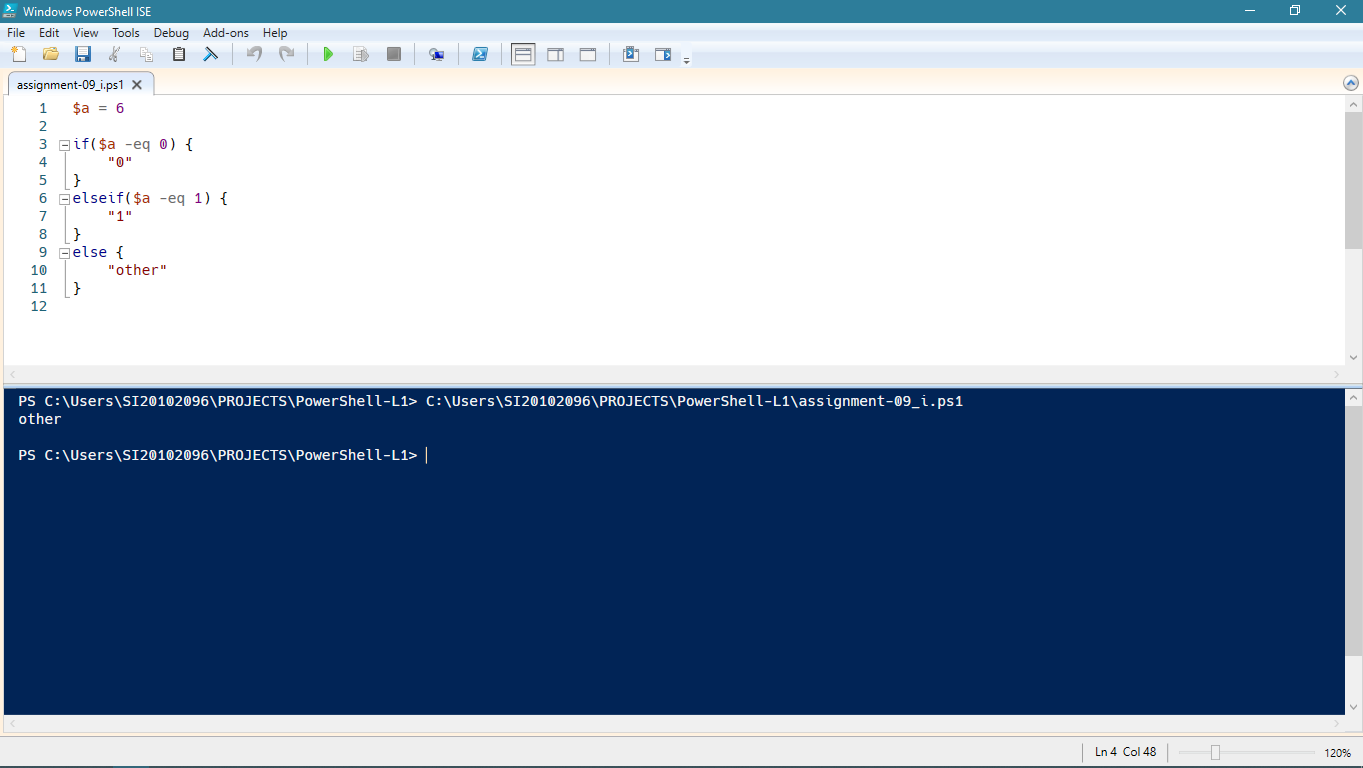 Windows PowerShell ISE
File Edit View Tools Debug Add-ons Help
assignment-09_i.ps1
1 $a = 6
2
3 if($a -eq 0) {
4 "0"
5 }
6 elseif($a -eq 1) {
7 "1"
8 }
9 else {
10 "other"
11 }
12
PS C:\Users\SI20102096\PROJECTS\PowerShell-L1> C:\Users\SI20102096\PROJECTS\PowerShell-L1\assignment-09_i.ps1
other
PS C:\Users\SI20102096\PROJECTS\PowerShell-L1>
Ln 4 Col 48 120%